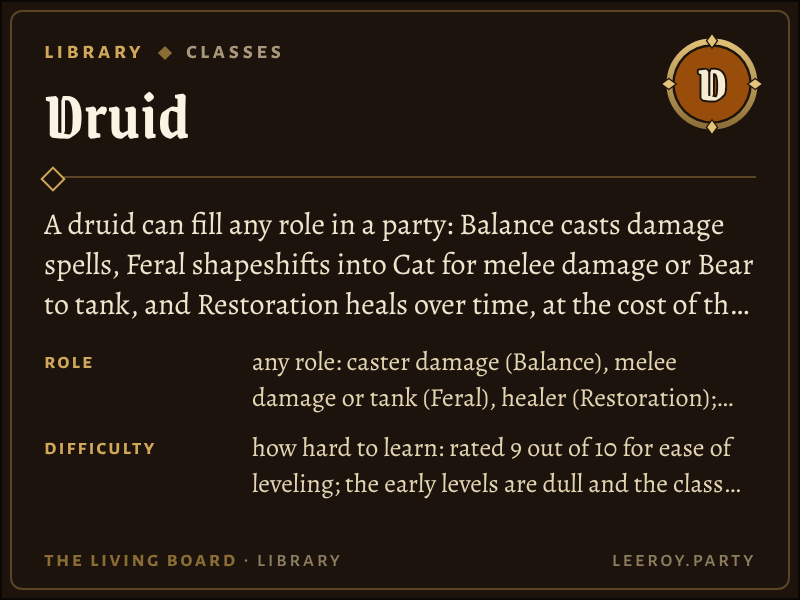 LIBRARY ◆ CLASSES
D
Druid
A druid can fill any role in a party: Balance casts damage
spells, Feral shapeshifts into Cat for melee damage or Bear
to tank, and Restoration heals over time, at the cost of th…
ROLE
any role: caster damage (Balance), melee
damage or tank (Feral), healer (Restoration);…
DIFFICULTY
how hard to learn: rated 9 out of 10 for ease of
leveling; the early levels are dull and the class…
THE LIVING BOARD · LIBRARY
LEEROY.PARTY